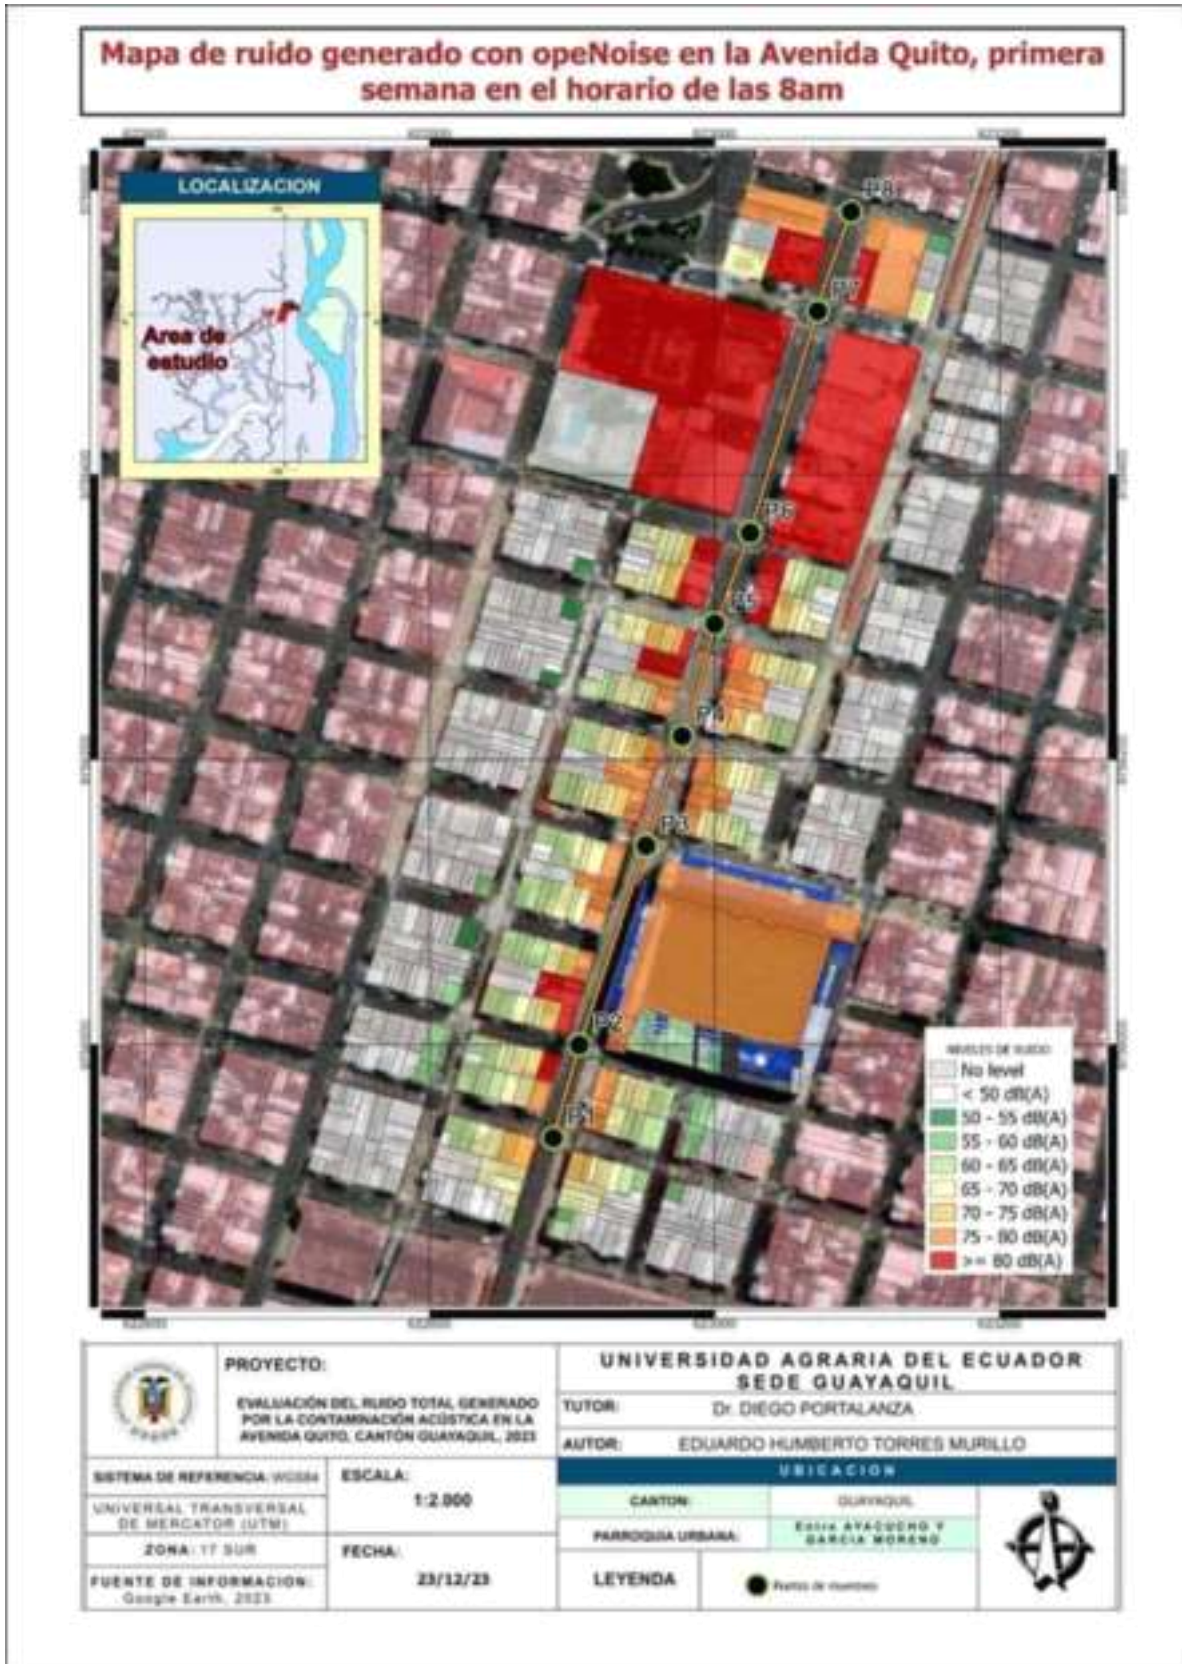 Mapa de ruido generado con opeNoise en la Avenida Quito, primera
semana en el horario de las 8am
LOCALIZACION
Area de
estudio
P8
P7
P6
P5
P4
P3
P2
P1
NIVELES DE RUIDO
No level
< 50 dB(A)
50 - 55 dB(A)
55 - 60 dB(A)
60 - 65 dB(A)
65 - 70 dB(A)
70 - 75 dB(A)
75 - 80 dB(A)
>= 80 dB(A)
PROYECTO:
EVALUACIÓN DEL RUIDO TOTAL GENERADO
POR LA CONTAMINACIÓN ACÚSTICA EN LA
AVENIDA QUITO, CANTÓN GUAYAQUIL, 2023
UNIVERSIDAD AGRARIA DEL ECUADOR
SEDE GUAYAQUIL
TUTOR: Dr. DIEGO PORTALANZA
AUTOR: EDUARDO HUMBERTO TORRES MURILLO
SISTEMA DE REFERENCIA: WGS84
UNIVERSAL TRANSVERSAL
DE MERCATOR (UTM)
ZONA: 17 SUR
FUENTE DE INFORMACION:
Google Earth, 2023
ESCALA:
1:2.000
FECHA:
23/12/23
UBICACION
CANTON: GUAYAQUIL
PARROQUIA URBANA: Entre AYACUCHO Y
GARCIA MORENO
LEYENDA
Puntos de muestreo